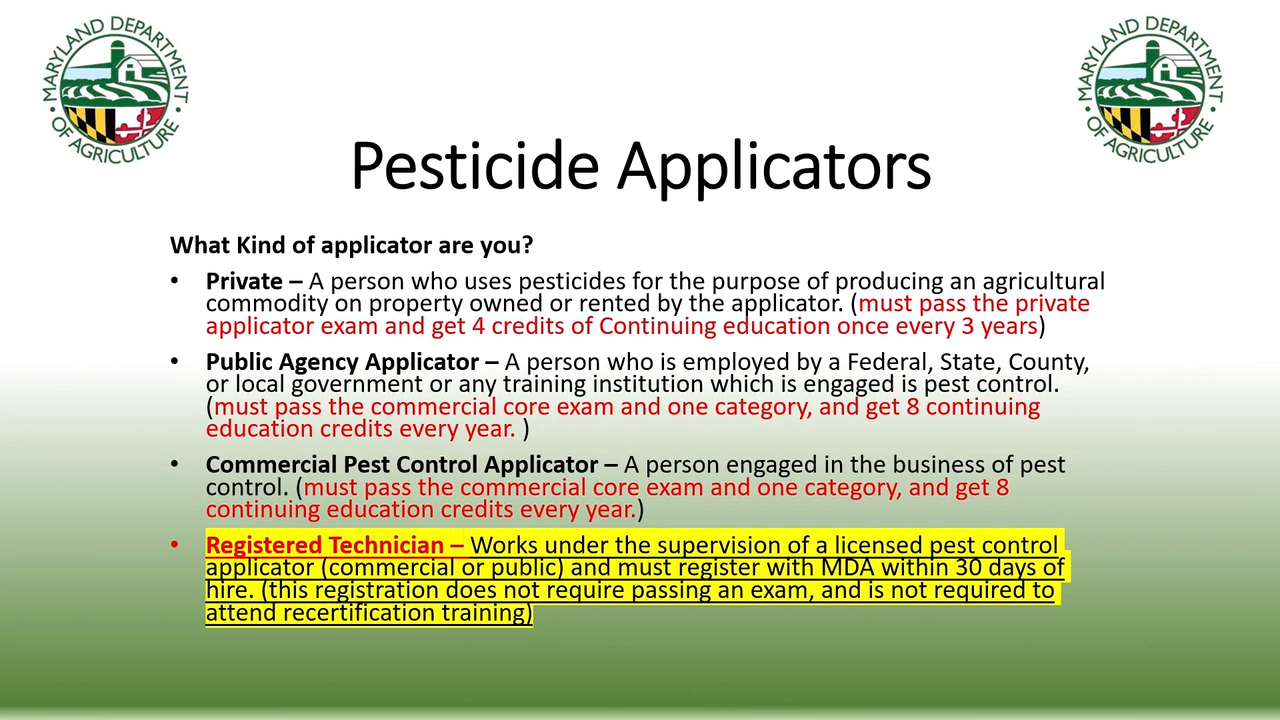 MARYLAND DEPARTMENT
OF AGRICULTURE
MARYLAND DEPARTMENT
OF AGRICULTURE
Pesticide Applicators
What Kind of applicator are you?
• Private – A person who uses pesticides for the purpose of producing an agricultural
commodity on property owned or rented by the applicator. (must pass the private
applicator exam and get 4 credits of Continuing education once every 3 years)
• Public Agency Applicator – A person who is employed by a Federal, State, County,
or local government or any training institution which is engaged is pest control.
(must pass the commercial core exam and one category, and get 8 continuing
education credits every year. )
• Commercial Pest Control Applicator – A person engaged in the business of pest
control. (must pass the commercial core exam and one category, and get 8
continuing education credits every year.)
• Registered Technician – Works under the supervision of a licensed pest control
applicator (commercial or public) and must register with MDA within 30 days of
hire. (this registration does not require passing an exam, and is not required to
attend recertification training)